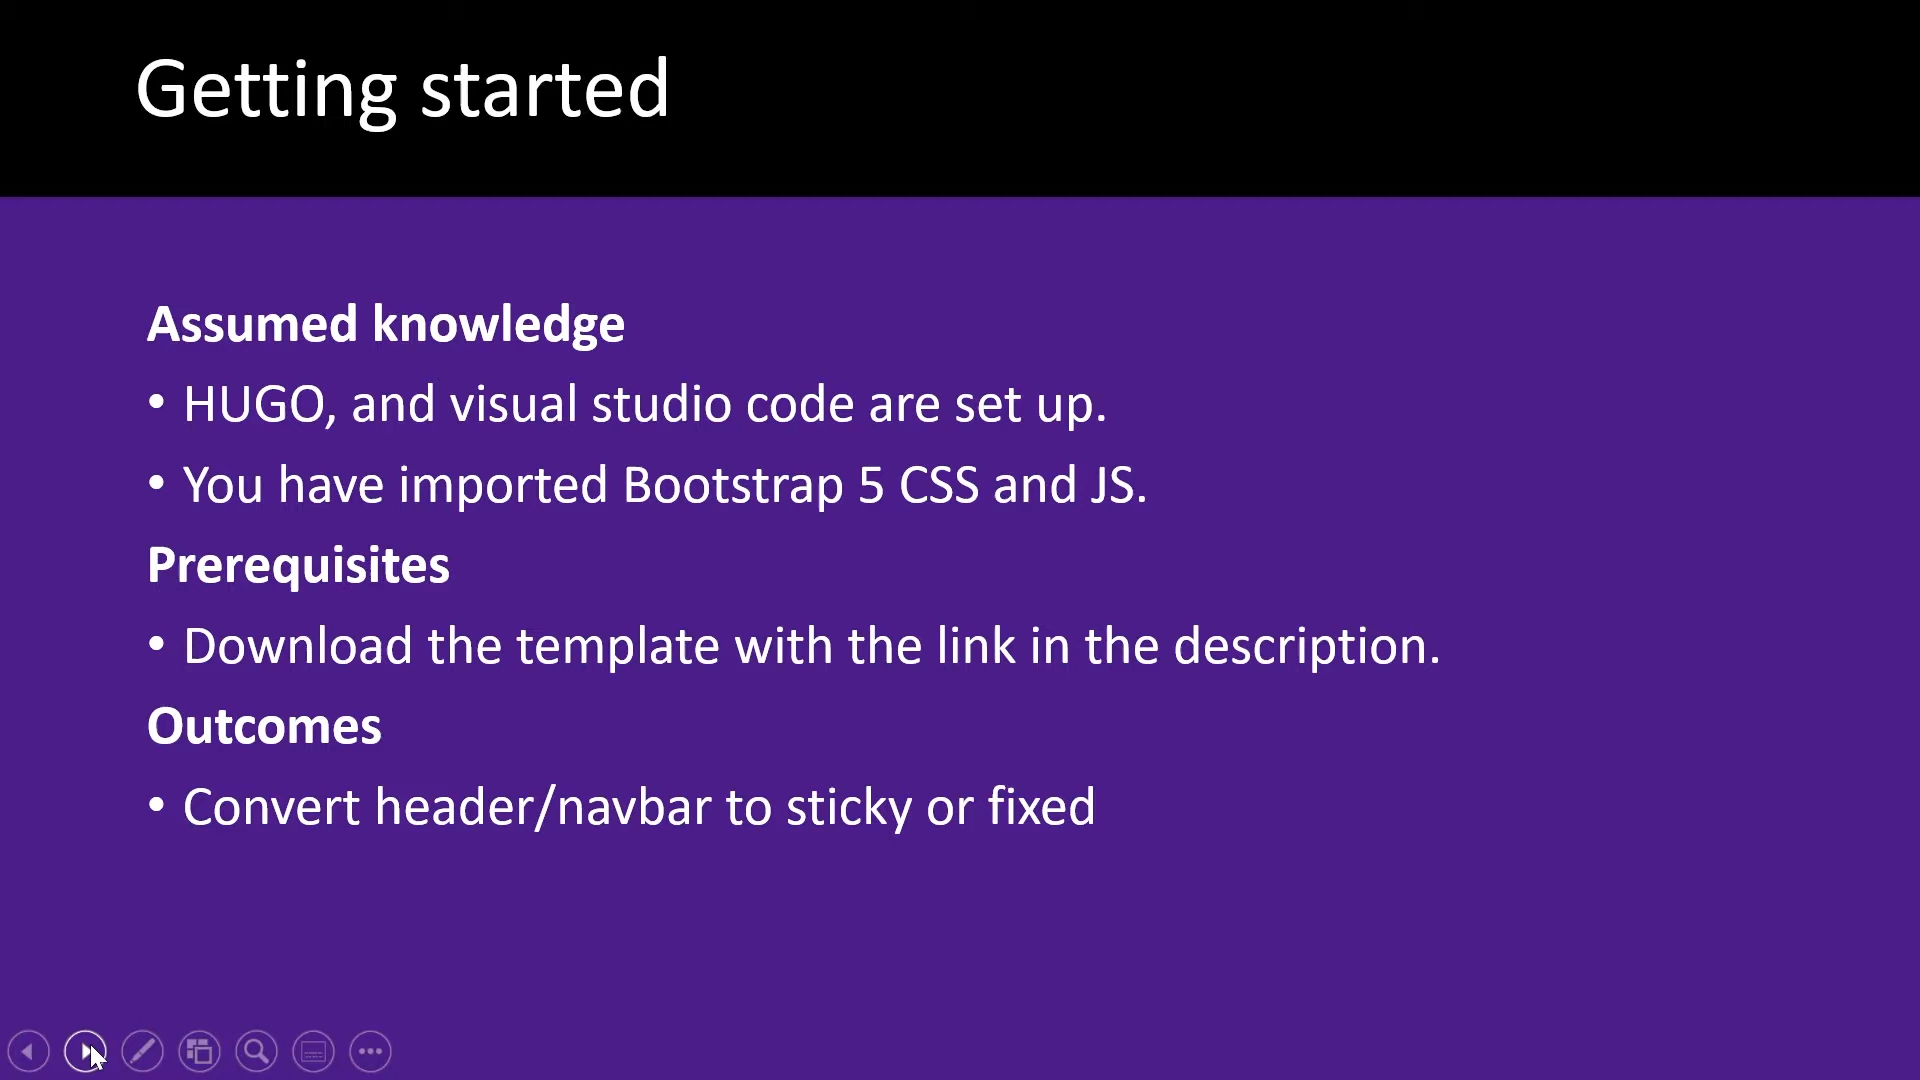 Getting started
Assumed knowledge
• HUGO, and visual studio code are set up.
• You have imported Bootstrap 5 CSS and JS.
Prerequisites
• Download the template with the link in the description.
Outcomes
• Convert header/navbar to sticky or fixed